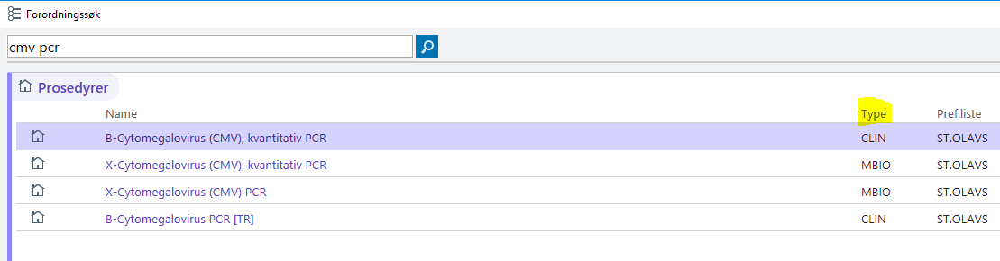 Forordningssøk
cmv pcr
Prosedyrer
Name Type Pref.liste
B-Cytomegalovirus (CMV), kvantitativ PCR CLIN ST.OLAVS
X-Cytomegalovirus (CMV), kvantitativ PCR MBIO ST.OLAVS
X-Cytomegalovirus (CMV) PCR MBIO ST.OLAVS
B-Cytomegalovirus PCR [TR] CLIN ST.OLAVS